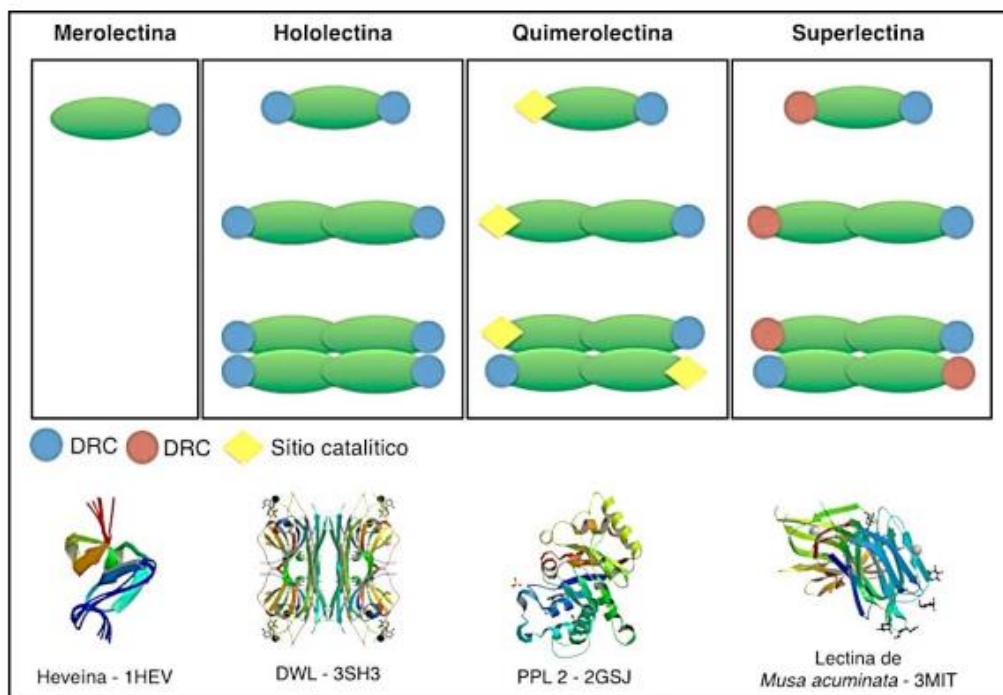 Merolectina
Hololectina
Quimerolectina
Superlectina
DRC
DRC
Sítio catalítico
Heveina - 1HEV
DWL - 3SH3
PPL 2 - 2GSJ
Lectina de
Musa acuminata - 3MIT